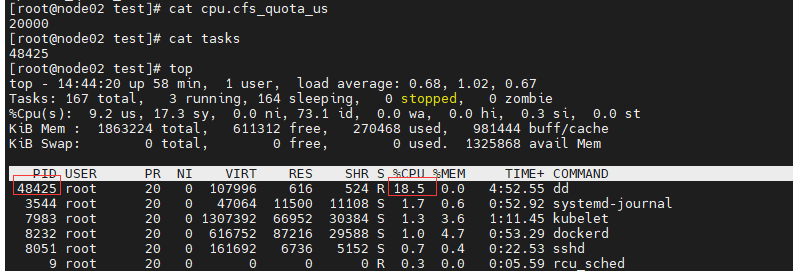 [root@node02 test]# cat cpu.cfs_quota_us
20000
[root@node02 test]# cat tasks
48425
[root@node02 test]# top
top - 14:44:20 up 58 min,  1 user,  load average: 0.68, 1.02, 0.67
Tasks: 167 total,   3 running, 164 sleeping,   0 stopped,   0 zombie
%Cpu(s):  9.2 us, 17.3 sy,  0.0 ni, 73.1 id,  0.0 wa,  0.0 hi,  0.3 si,  0.0 st
KiB Mem :  1863224 total,   611312 free,   270468 used,   981444 buff/cache
KiB Swap:        0 total,        0 free,        0 used.  1325868 avail Mem
PID USER      PR  NI    VIRT    RES    SHR S  %CPU %MEM     TIME+ COMMAND
48425 root      20   0  107996    616    524 R  18.5  0.0   4:52.55 dd
3544 root      20   0   47064  11500  11108 S   1.7  0.6   0:52.92 systemd-journal
7983 root      20   0 1307392  66952  30384 S   1.3  3.6   1:11.45 kubelet
8232 root      20   0  616752  87216  29588 S   1.0  4.7   0:53.29 dockerd
8051 root      20   0  161692   6736   5152 S   0.7  0.4   0:22.53 sshd
9 root      20   0       0      0      0 R   0.3  0.0   0:05.59 rcu_sched